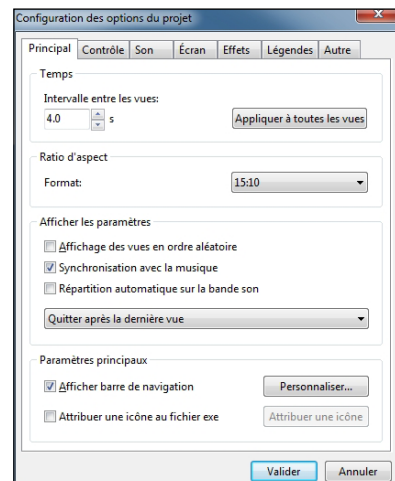 Configuration des options du projet
Principal Contrôle Son Écran Effets Légendes Autre
Temps
Intervalle entre les vues:
4.0 s Appliquer à toutes les vues
Ratio d'aspect
Format: 15:10
Afficher les paramètres
Affichage des vues en ordre aléatoire
Synchronisation avec la musique
Répartition automatique sur la bande son
Quitter après la dernière vue
Paramètres principaux
Afficher barre de navigation Personnaliser...
Attribuer une icône au fichier exe Attribuer une icône
Valider Annuler